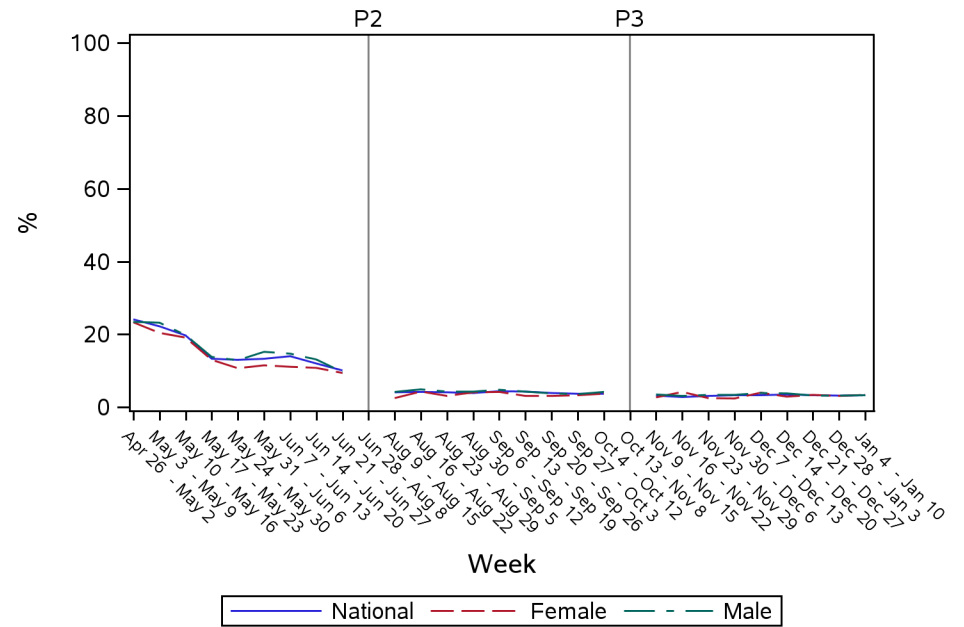 P2 P3
100
80
60
40
20
0
%
Apr 26 - May 2
May 3 - May 9
May 10 - May 16
May 17 - May 23
May 24 - May 30
May 31 - Jun 6
Jun 7 - Jun 13
Jun 14 - Jun 20
Jun 21 - Jun 27
Jun 28 - Aug 8
Aug 9 - Aug 15
Aug 16 - Aug 22
Aug 23 - Aug 29
Aug 30 - Sep 5
Sep 6 - Sep 12
Sep 13 - Sep 19
Sep 20 - Sep 26
Sep 27 - Oct 3
Oct 4 - Oct 12
Oct 13 - Nov 8
Nov 9 - Nov 15
Nov 16 - Nov 22
Nov 23 - Nov 29
Nov 30 - Dec 6
Dec 7 - Dec 13
Dec 14 - Dec 20
Dec 21 - Dec 27
Dec 28 - Jan 3
Jan 4 - Jan 10
Week
National Female Male